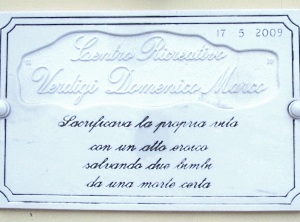 17 5 2009
Centro Ricreativo
Verdigi Domenico Marco
Sacrificava la propria vita
con un atto eroico
salvando due bimbi
da una morte certa